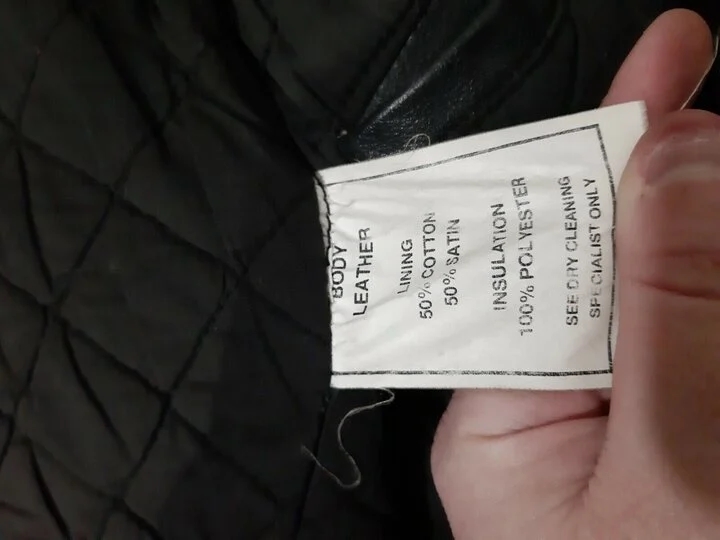 BODY
LEATHER
LINING
50% COTTON
50% SATIN
INSULATION
100% POLYESTER
SEE DRY CLEANING
SPECIALIST ONLY